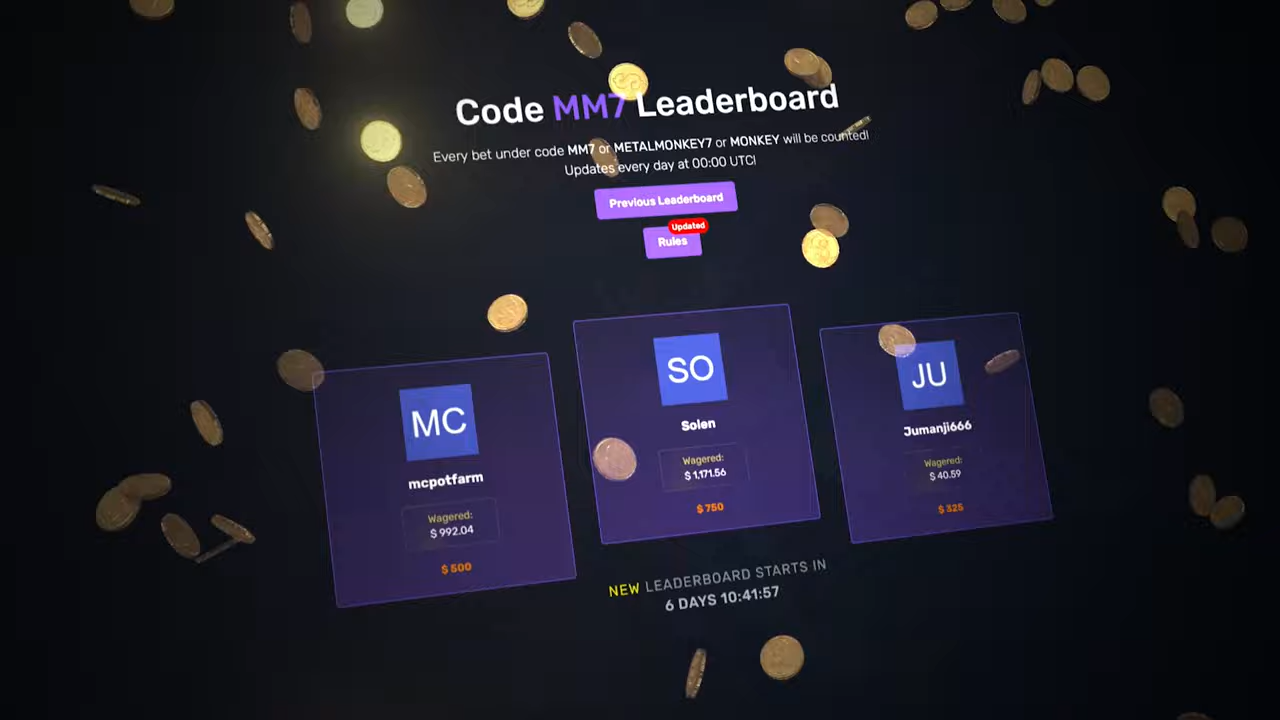 Code MM7 Leaderboard
Every bet under code MM7 or METALMONKEY7 or MONKEY will be counted!
Updates every day at 00:00 UTC!
Previous Leaderboard
Updated
Rules
MC
mcpotfarm
Wagered:
$ 992.04
$ 500
SO
Solen
Wagered:
$ 1,171.56
$ 750
JU
Jumanji666
Wagered:
$ 40.59
$ 325
NEW LEADERBOARD STARTS IN
6 DAYS 10:41:57